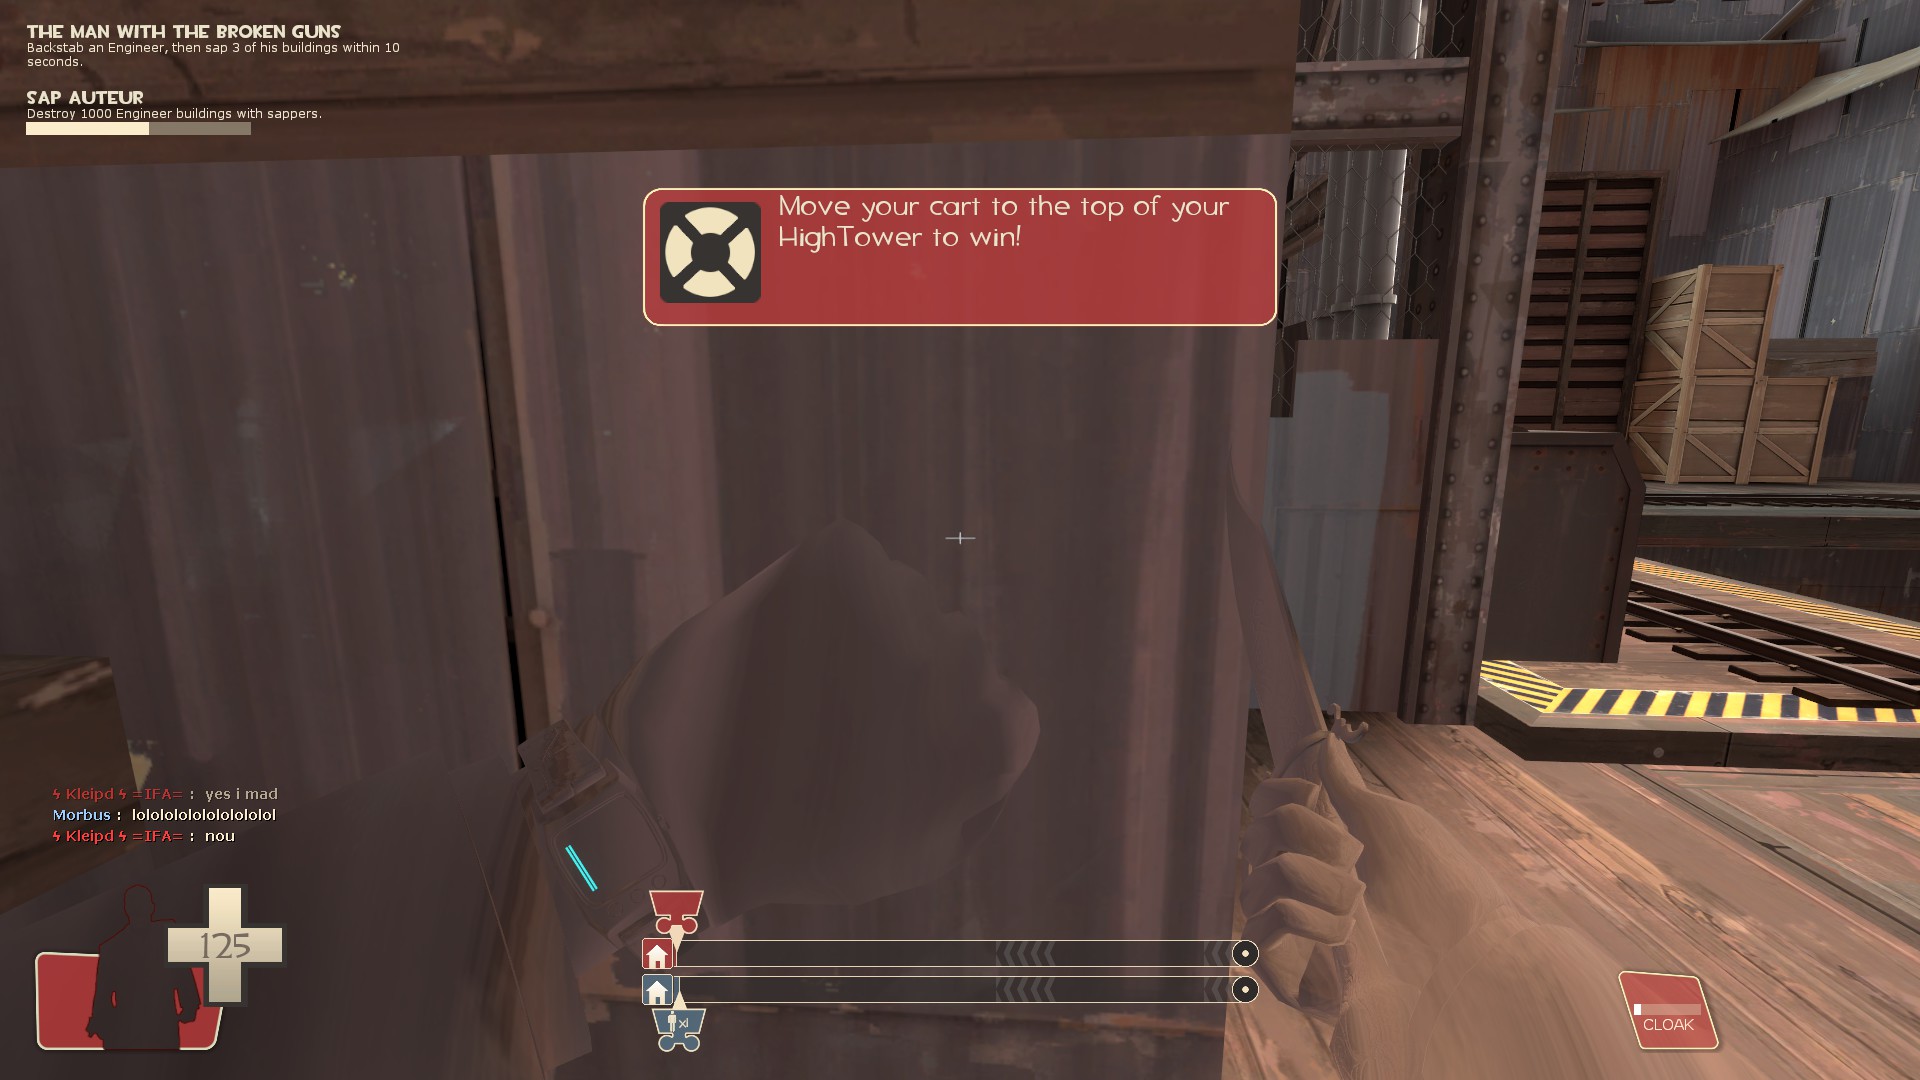 THE MAN WITH THE BROKEN GUNS
Backstab an Engineer, then sap 3 of his buildings within 10
seconds.
SAP AUTEUR
Destroy 1000 Engineer buildings with sappers.
Move your cart to the top of your
HighTower to win!
ϟ Kleipd ϟ =IFA= : yes i mad
Morbus : lolololololololololol
ϟ Kleipd ϟ =IFA= : nou
125
x1
CLOAK